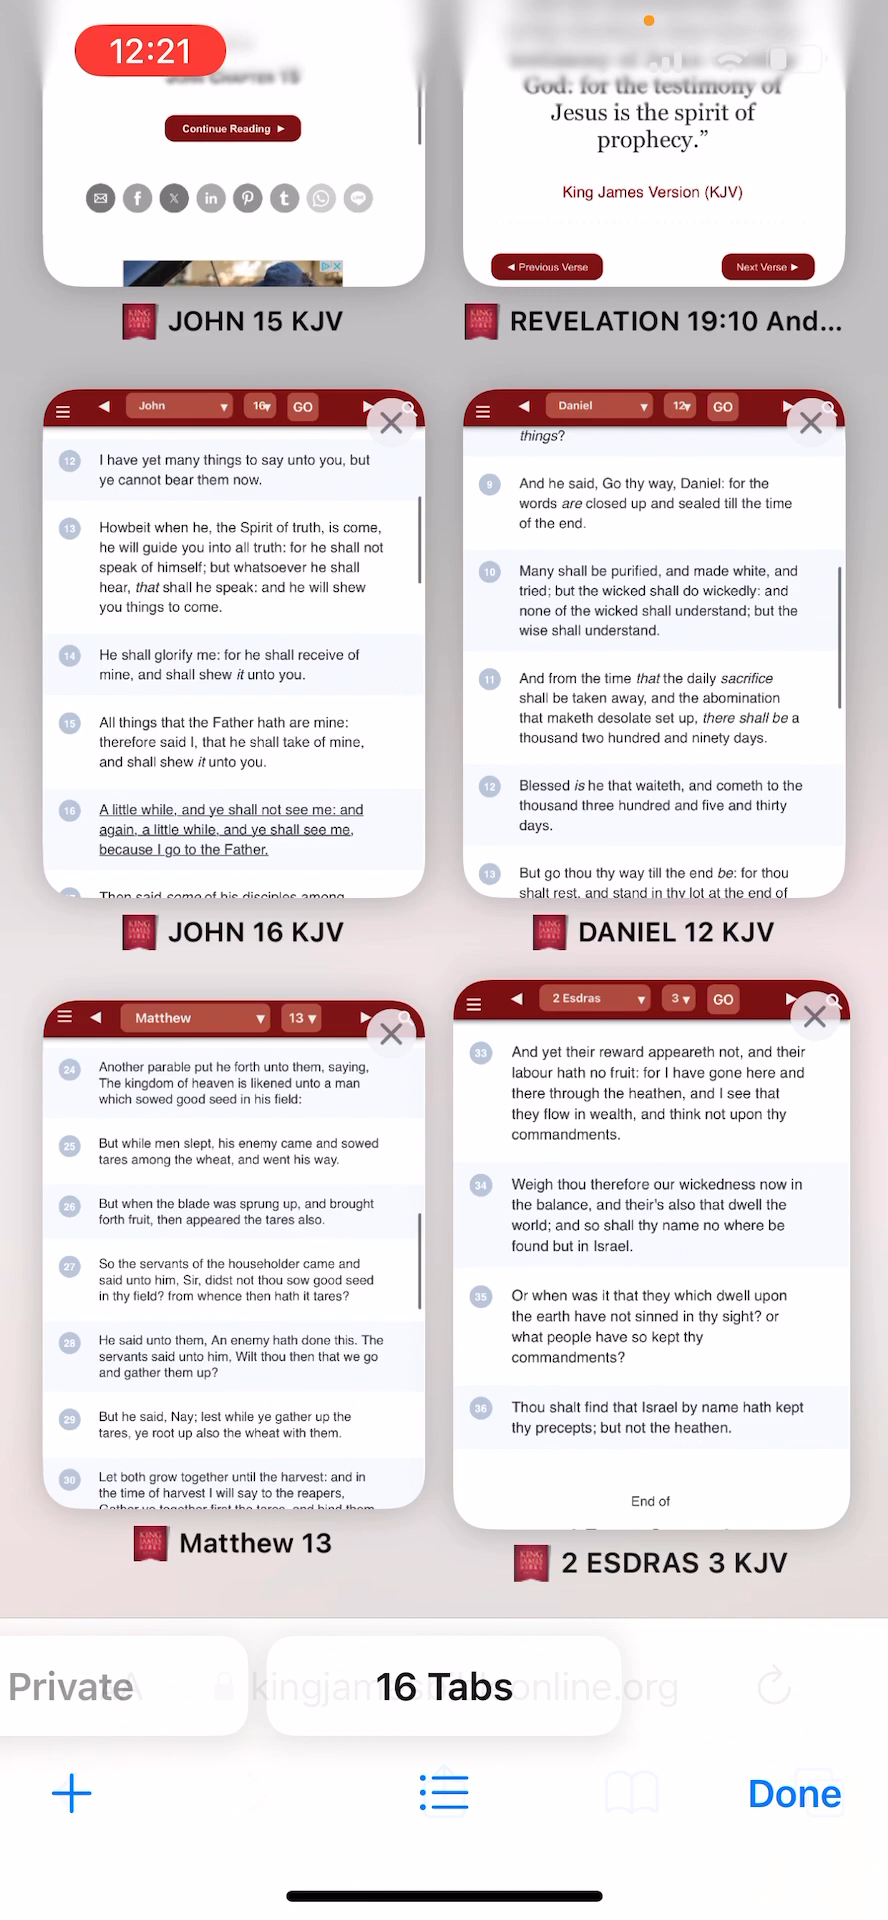 12:21
Continue Reading ▶
JOHN 15 KJV
God: for the testimony of
Jesus is the spirit of
prophecy.”
King James Version (KJV)
◀ Previous Verse
Next Verse ▶
REVELATION 19:10 And...
John 16 GO
12 I have yet many things to say unto you, but
ye cannot bear them now.
13 Howbeit when he, the Spirit of truth, is come,
he will guide you into all truth: for he shall not
speak of himself; but whatsoever he shall
hear, that shall he speak: and he will shew
you things to come.
14 He shall glorify me: for he shall receive of
mine, and shall shew it unto you.
15 All things that the Father hath are mine:
therefore said I, that he shall take of mine,
and shall shew it unto you.
16 A little while, and ye shall not see me: and
again, a little while, and ye shall see me,
because I go to the Father.
Then said some of his disciples among
JOHN 16 KJV
Daniel 12 GO
things?
9 And he said, Go thy way, Daniel: for the
words are closed up and sealed till the time
of the end.
10 Many shall be purified, and made white, and
tried; but the wicked shall do wickedly: and
none of the wicked shall understand; but the
wise shall understand.
11 And from the time that the daily sacrifice
shall be taken away, and the abomination
that maketh desolate set up, there shall be a
thousand two hundred and ninety days.
12 Blessed is he that waiteth, and cometh to the
thousand three hundred and five and thirty
days.
13 But go thou thy way till the end be: for thou
shalt rest, and stand in thy lot at the end of
DANIEL 12 KJV
Matthew 13
24 Another parable put he forth unto them, saying,
The kingdom of heaven is likened unto a man
which sowed good seed in his field:
25 But while men slept, his enemy came and sowed
tares among the wheat, and went his way.
26 But when the blade was sprung up, and brought
forth fruit, then appeared the tares also.
27 So the servants of the householder came and
said unto him, Sir, didst not thou sow good seed
in thy field? from whence then hath it tares?
28 He said unto them, An enemy hath done this. The
servants said unto him, Wilt thou then that we go
and gather them up?
29 But he said, Nay; lest while ye gather up the
tares, ye root up also the wheat with them.
30 Let both grow together until the harvest: and in
the time of harvest I will say to the reapers,
Gather ye together first the tares, and bind them
Matthew 13
2 Esdras 3 GO
33 And yet their reward appeareth not, and their
labour hath no fruit: for I have gone here and
there through the heathen, and I see that
they flow in wealth, and think not upon thy
commandments.
34 Weigh thou therefore our wickedness now in
the balance, and their's also that dwell the
world; and so shall thy name no where be
found but in Israel.
35 Or when was it that they which dwell upon
the earth have not sinned in thy sight? or
what people have so kept thy
commandments?
36 Thou shalt find that Israel by name hath kept
thy precepts; but not the heathen.
End of
2 ESDRAS 3 KJV
Private
16 Tabs
Done